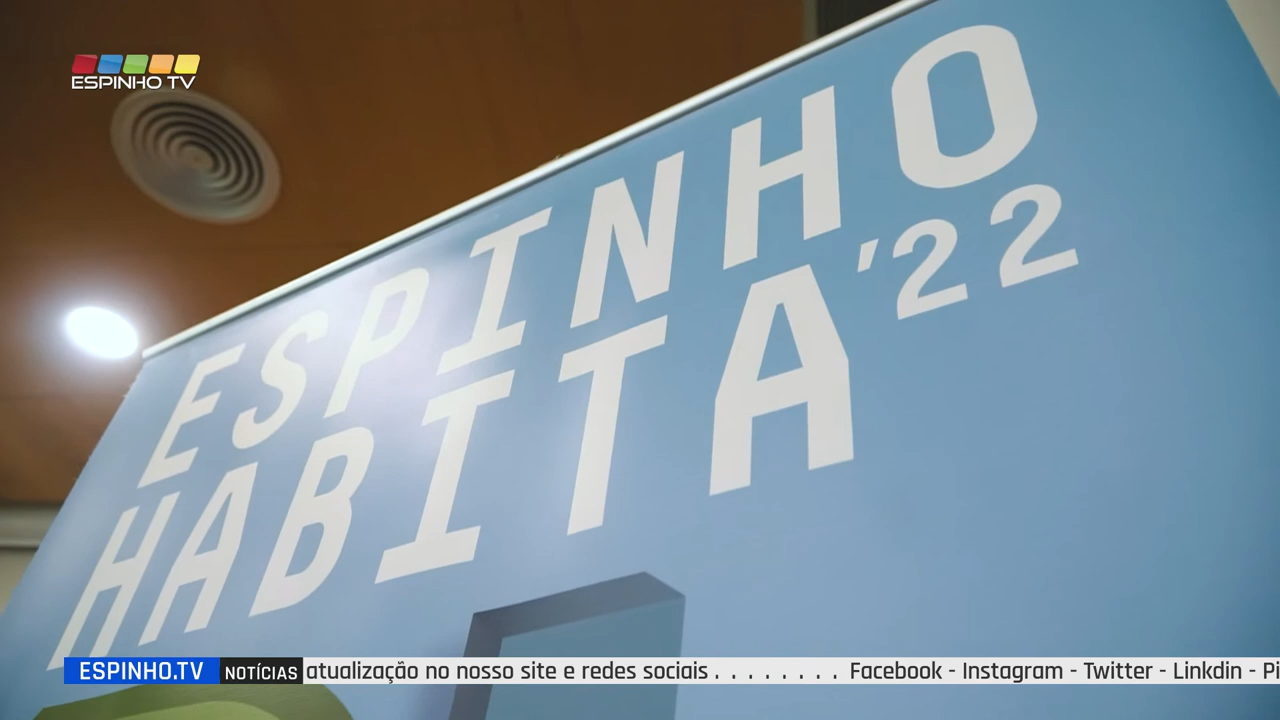 ESPINHO TV
ESPINHO
HABITA '22
ESPINHO.TV NOTÍCIAS atualização no nosso site e redes sociais . . . . . . . . Facebook - Instagram - Twitter - Linkdin - Pi